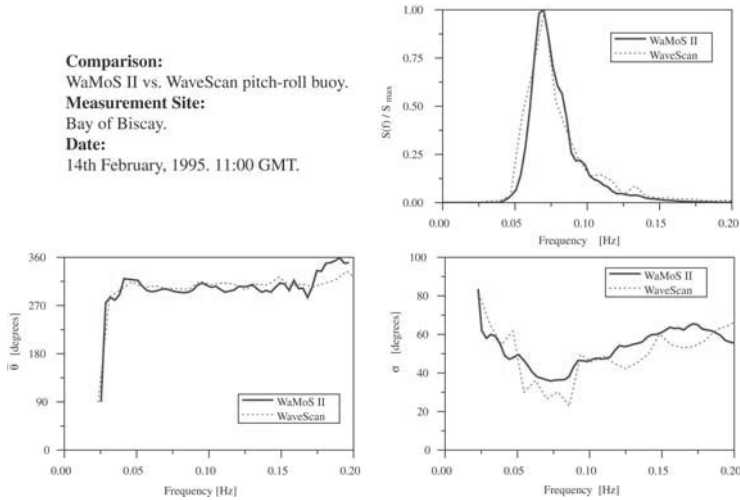 Comparison:
WaMoS II vs. WaveScan pitch-roll buoy.
Measurement Site:
Bay of Biscay.
Date:
14th February, 1995. 11:00 GMT.
S(f) / S max
1.00
0.75
0.50
0.25
0.00
WaMoS II
WaveScan
0.00 0.05 0.10 0.15 0.20
Frequency [Hz]
θ [degrees]
360
270
180
90
0
WaMoS II
WaveScan
0.00 0.05 0.10 0.15 0.20
Frequency [Hz]
σ [degrees]
100
80
60
40
20
0
WaMoS II
WaveScan
0.00 0.05 0.10 0.15 0.20
Frequency [Hz]